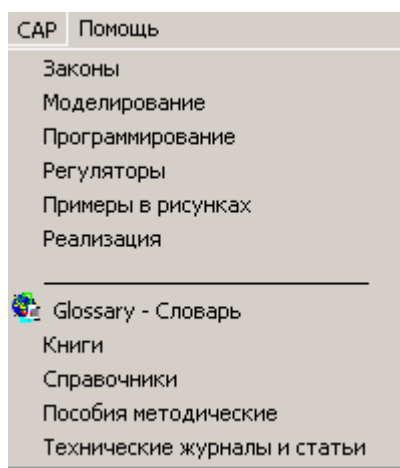 САР Помощь
Законы
Моделирование
Программирование
Регуляторы
Примеры в рисунках
Реализация
Glossary - Словарь
Книги
Справочники
Пособия методические
Технические журналы и статьи